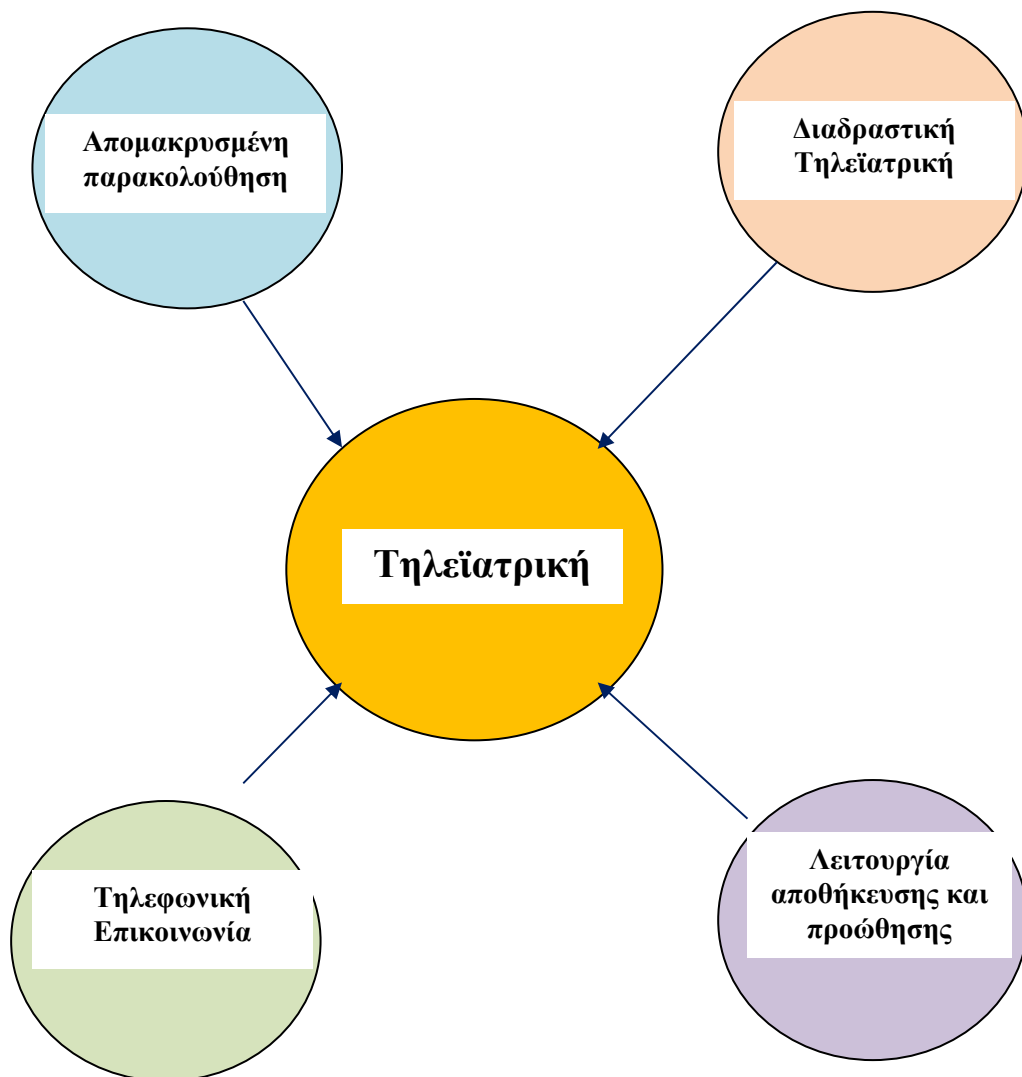 Απομακρυσμένη
παρακολούθηση
Διαδραστική
Τηλεϊατρική
Τηλεϊατρική
Τηλεφωνική
Επικοινωνία
Λειτουργία
αποθήκευσης και
προώθησης